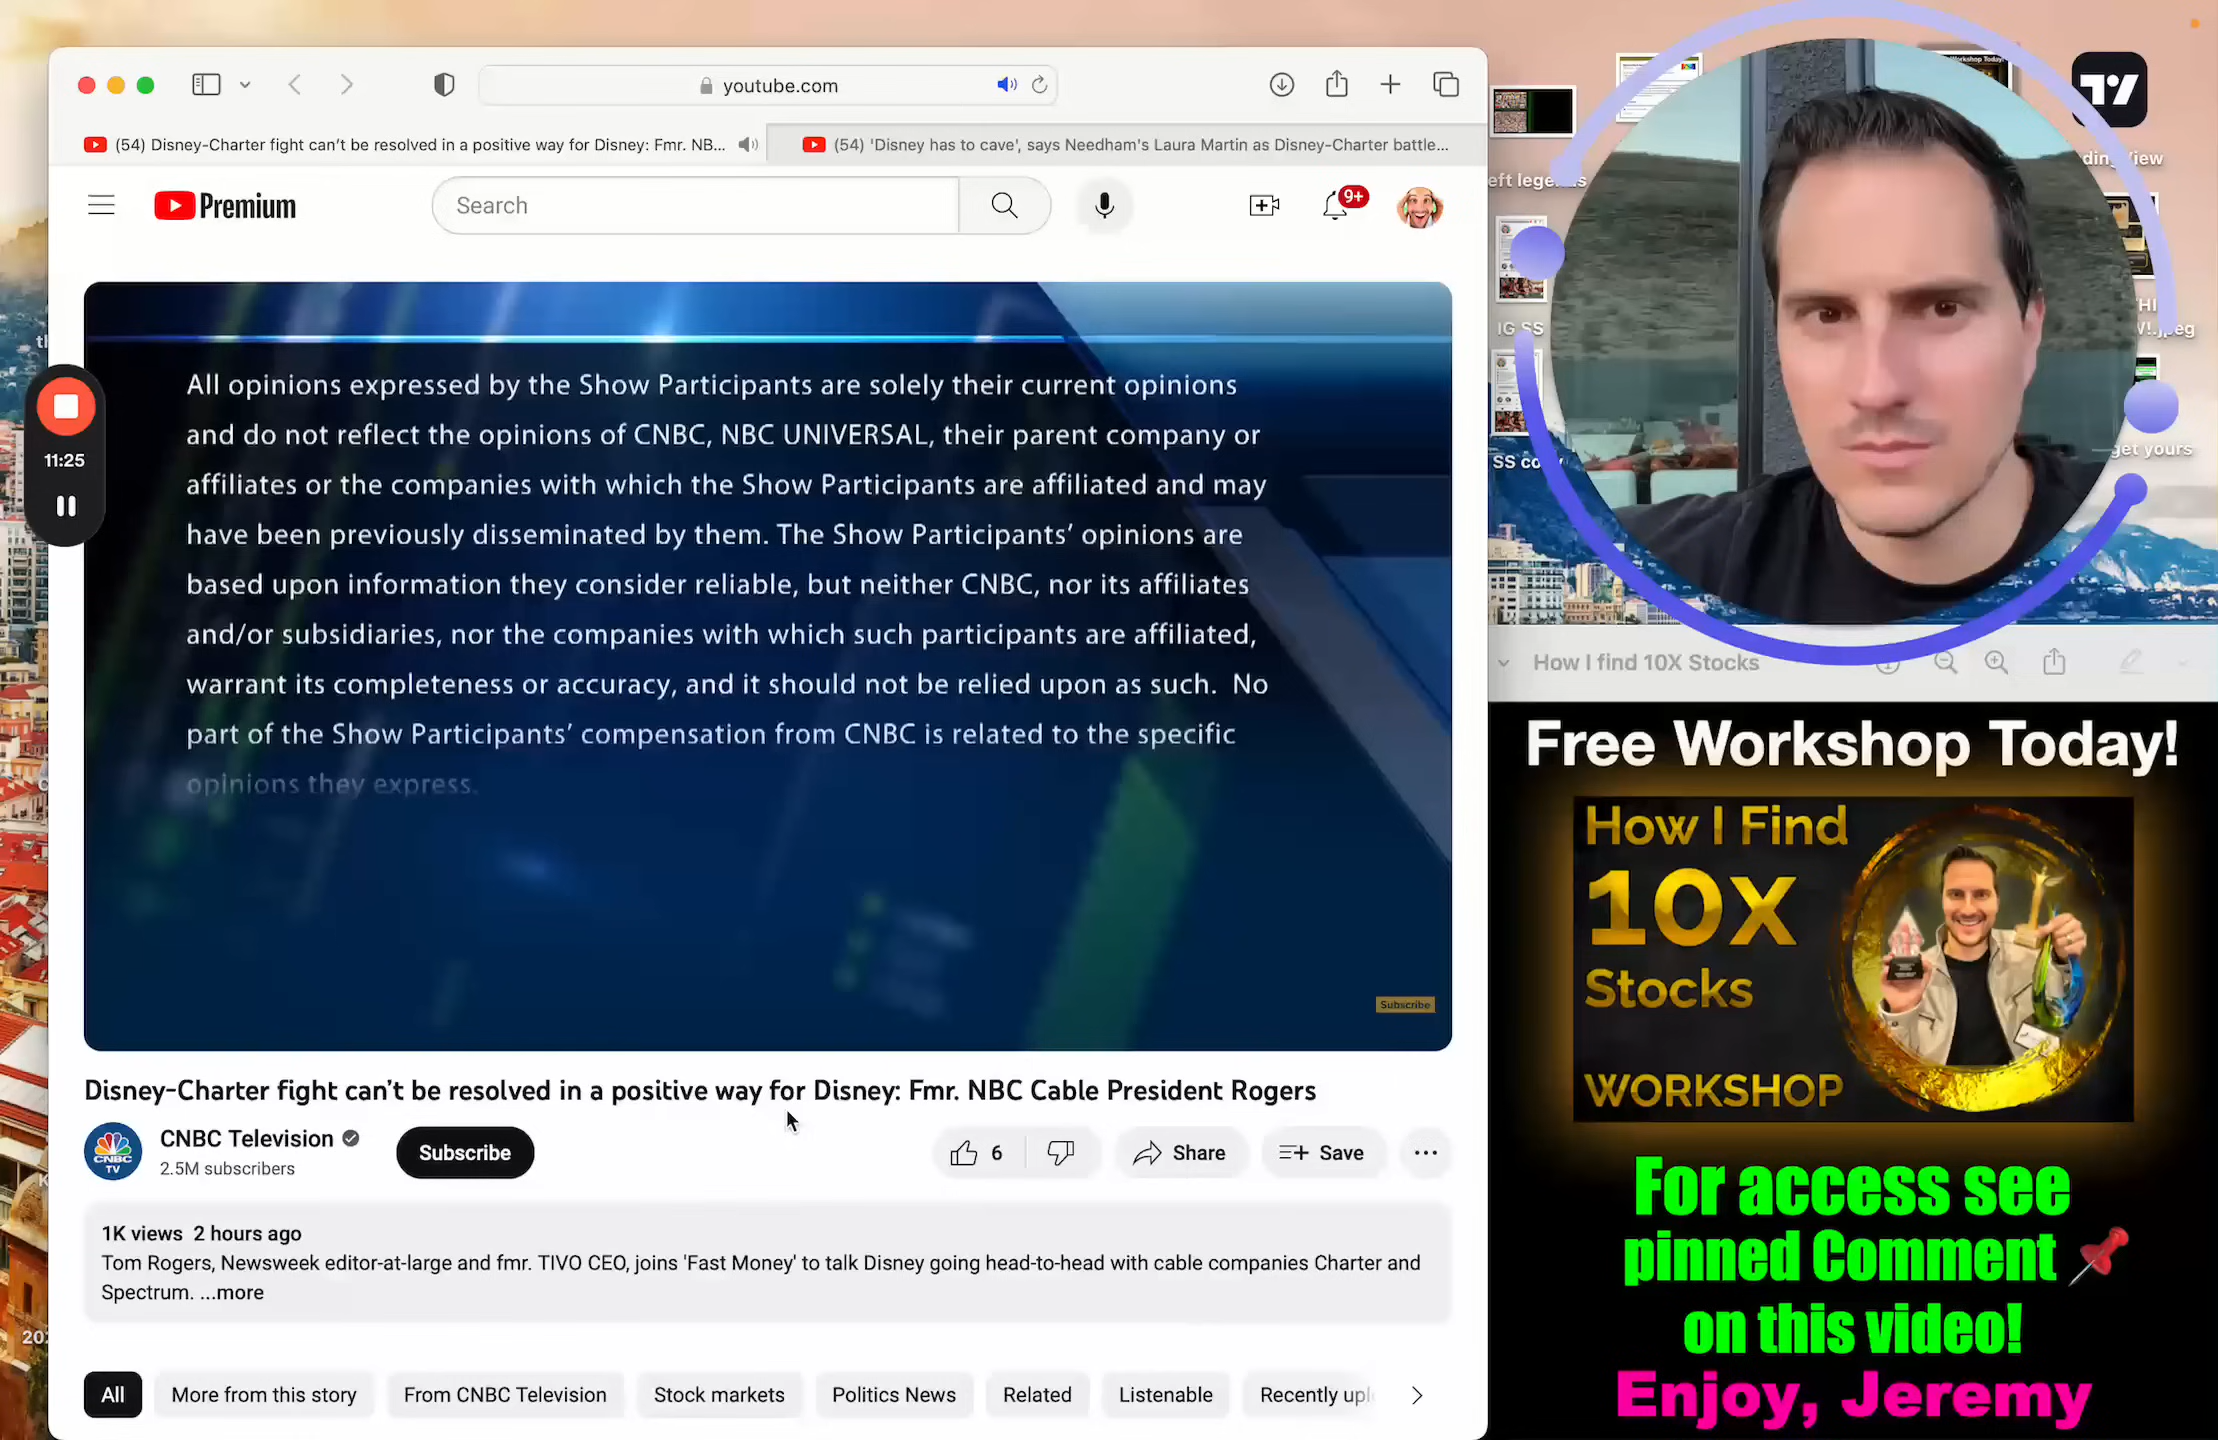 youtube.com
(54) Disney-Charter fight can't be resolved in a positive way for Disney: Fmr. NB...
(54) 'Disney has to cave', says Needham's Laura Martin as Disney-Charter battle...
Premium
Search
9+
11:25
All opinions expressed by the Show Participants are solely their current opinions
and do not reflect the opinions of CNBC, NBC UNIVERSAL, their parent company or
affiliates or the companies with which the Show Participants are affiliated and may
have been previously disseminated by them. The Show Participants' opinions are
based upon information they consider reliable, but neither CNBC, nor its affiliates
and/or subsidiaries, nor the companies with which such participants are affiliated,
warrant its completeness or accuracy, and it should not be relied upon as such. No
part of the Show Participants' compensation from CNBC is related to the specific
opinions they express.
Subscribe
Disney-Charter fight can't be resolved in a positive way for Disney: Fmr. NBC Cable President Rogers
CNBC
TV
CNBC Television
2.5M subscribers
Subscribe
6
Share
Save
1K views 2 hours ago
Tom Rogers, Newsweek editor-at-large and fmr. TIVO CEO, joins 'Fast Money' to talk Disney going head-to-head with cable companies Charter and
Spectrum. ...more
All
More from this story
From CNBC Television
Stock markets
Politics News
Related
Listenable
Recently upl
IG SS
get yours
How I find 10X Stocks
Free Workshop Today!
How I Find
10X
Stocks
WORKSHOP
For access see
pinned Comment
on this video!
Enjoy, Jeremy